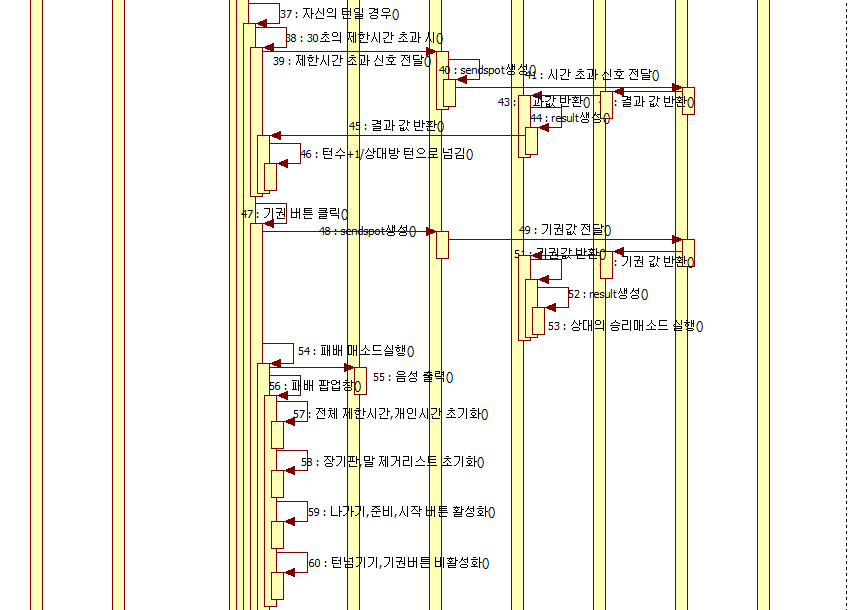 37 : 자신의 턴일 경우()
38 : 30초의 제한시간 초과 시()
39 : 제한시간 초과 신호 전달()
40 : sendspot생성()
41 : 시간 초과 신호 전달()
: 결과 값 반환()
43 과값 반환()
44 : result생성()
45 : 결과 값 반환()
46 : 턴수+1/상대방 턴으로 넘김()
47 : 기권 버튼 클릭()
48 : sendspot생성()
49 : 기권값 전달()
: 기권 값 반환()
51 : 기권값 반환()
52 : result생성()
53 : 상대의 승리매소드 실행()
54 : 패배 매소드실행()
55 : 음성 출력()
56 : 패배 팝업창()
57 : 전체 제한시간,개인시간 초기화()
58 : 장기판,말 제거리스트 초기화()
59 : 나가기,준비,시작 버튼 활성화()
60 : 턴넘기기,기권버튼 비활성화()